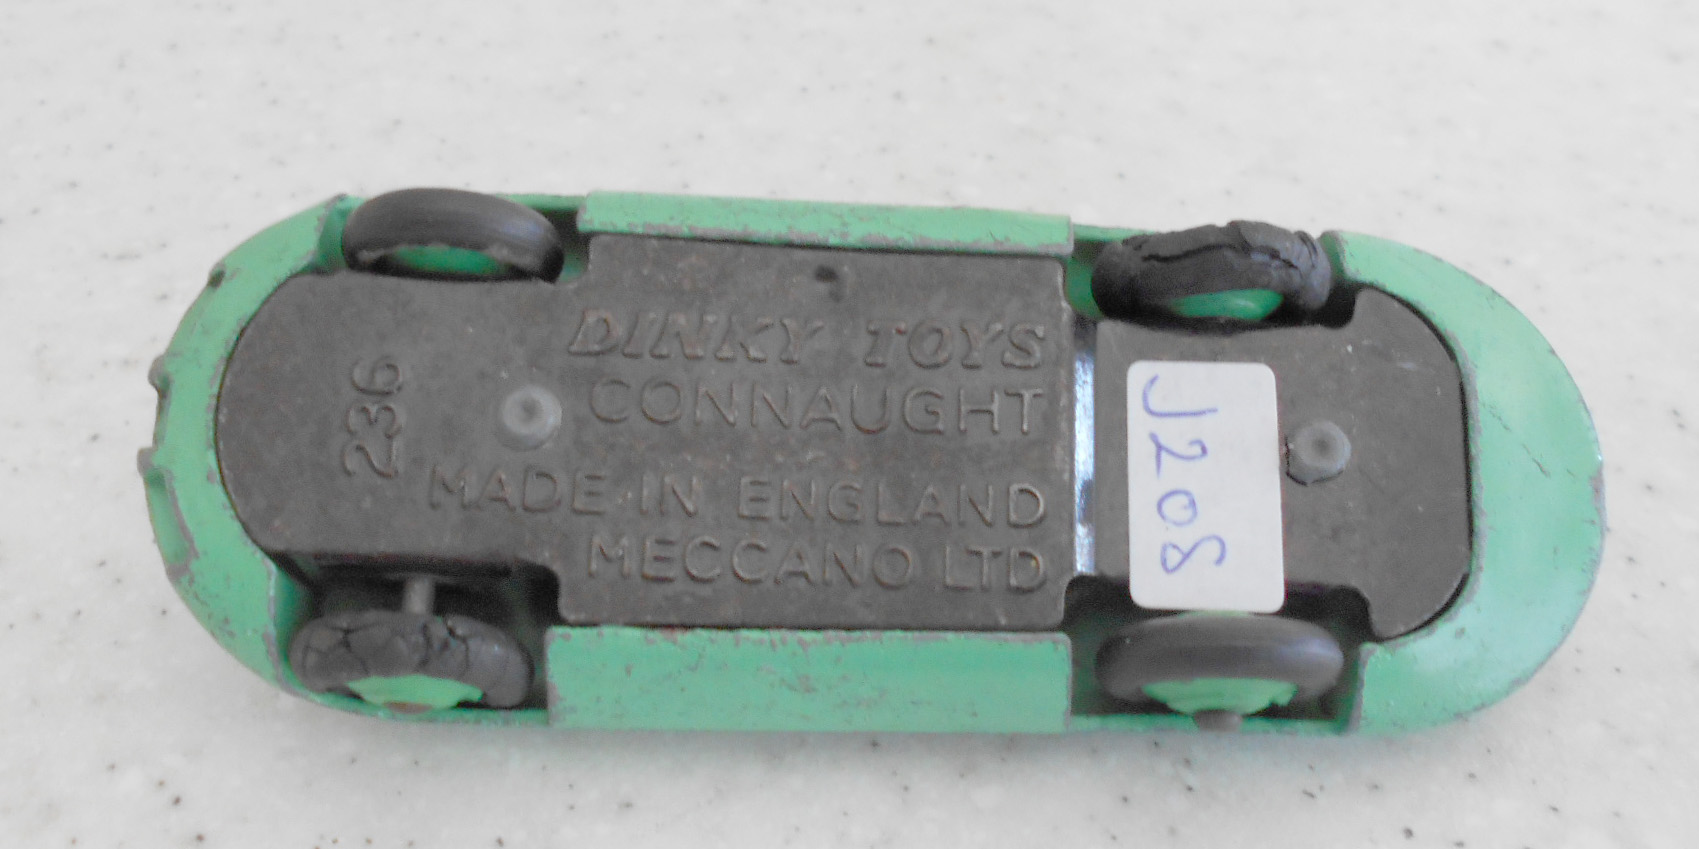 DINKY TOYS
CONNAUGHT
MADE IN ENGLAND
MECCANO LTD
236
J208